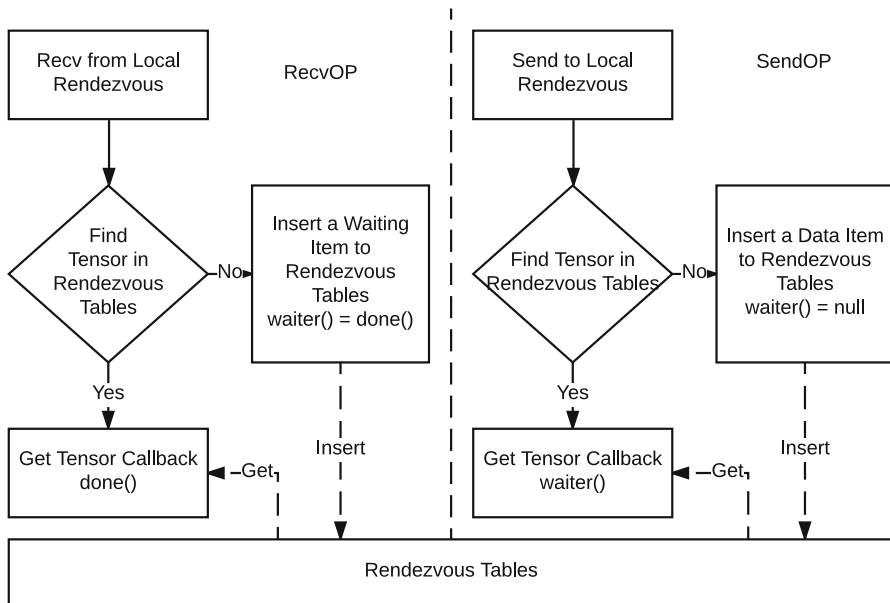 Recv from Local
Rendezvous
RecvOP
Find
Tensor in
Rendezvous
Tables
No
Insert a Waiting
Item to
Rendezvous
Tables
waiter() = done()
Yes
Insert
Get Tensor Callback
done()
Get
Send to Local
Rendezvous
SendOP
Find Tensor in
Rendezvous Tables
No
Insert a Data Item
to Rendezvous
Tables
waiter() = null
Yes
Insert
Get Tensor Callback
waiter()
Get
Rendezvous Tables